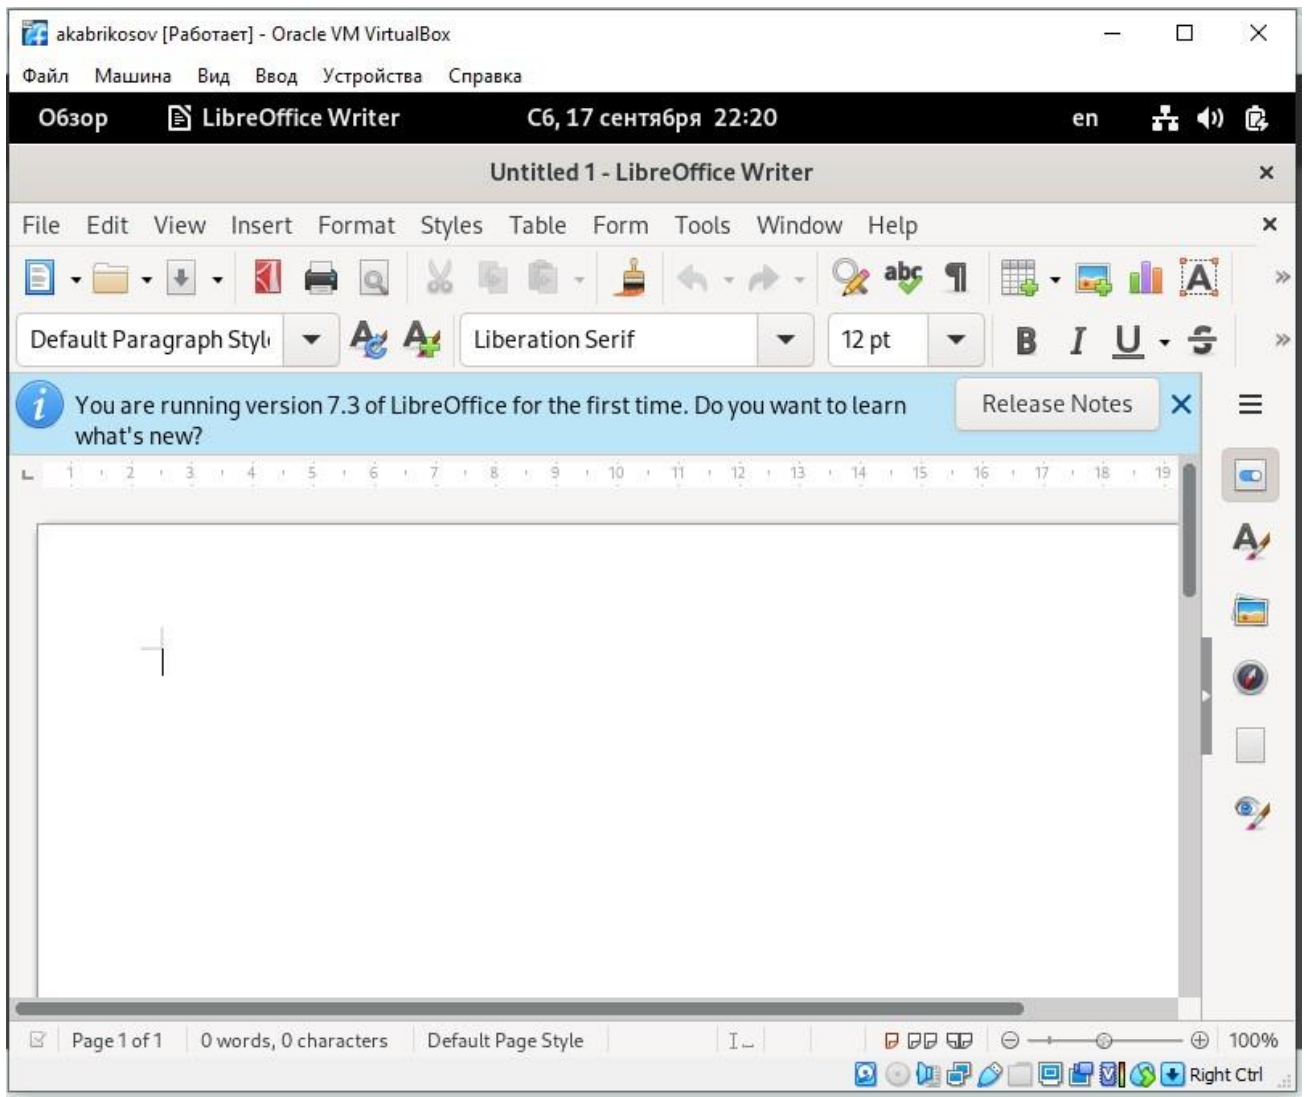 akabrikosov [Работает] - Oracle VM VirtualBox
Файл Машина Вид Ввод Устройства Справка
Обзор LibreOffice Writer Сб, 17 сентября 22:20 en
Untitled 1 - LibreOffice Writer
File Edit View Insert Format Styles Table Form Tools Window Help
abc A
Default Paragraph Styl Liberation Serif 12 pt B I U S
You are running version 7.3 of LibreOffice for the first time. Do you want to learn
what's new?
Release Notes
1 2 3 4 5 6 7 8 9 10 11 12 13 14 15 16 17 18 19
Page 1 of 1 0 words, 0 characters Default Page Style 100%
Right Ctrl